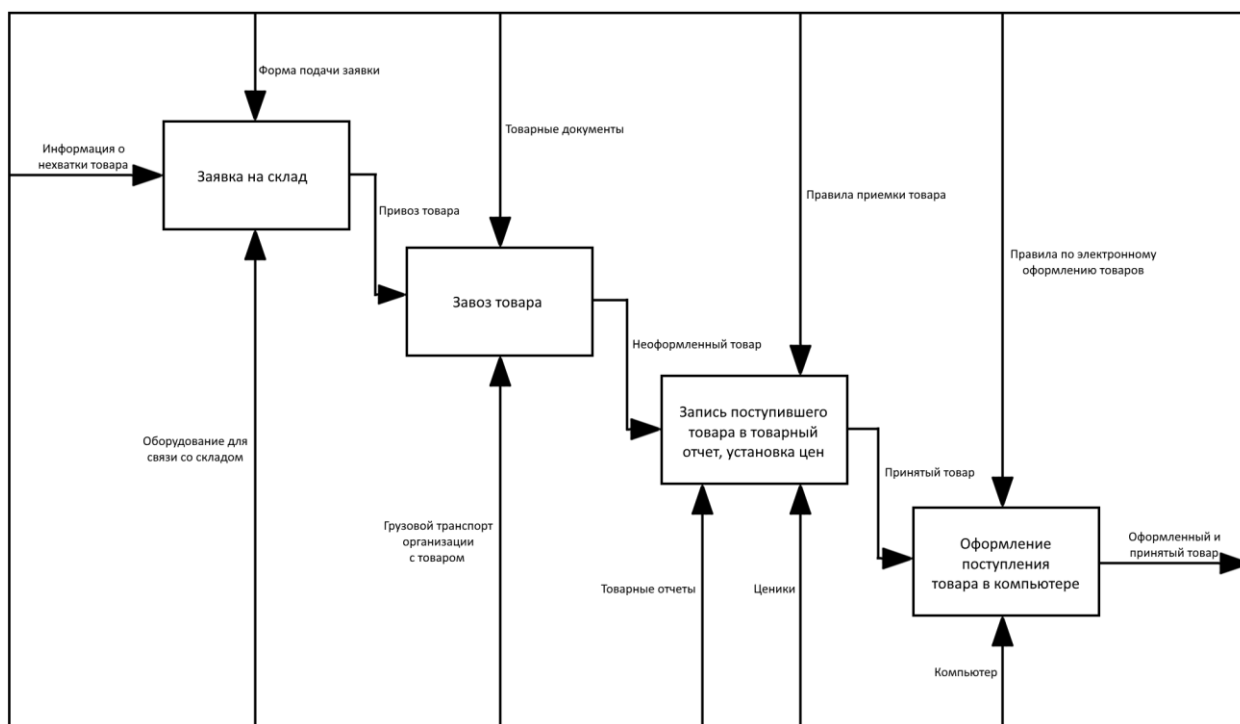 Форма подачи заявки
Товарные документы
Информация о
нехватки товара
Заявка на склад
Правила приемки товара
Привоз товара
Правила по электронному
оформлению товаров
Завоз товара
Неоформленный товар
Запись поступившего
товара в товарный
отчет, установка цен
Оборудование для
связи со складом
Принятый товар
Грузовой транспорт
организации
с товаром
Оформление
поступления
товара в компьютере
Оформленный и
принятый товар
Товарные отчеты
Ценики
Компьютер